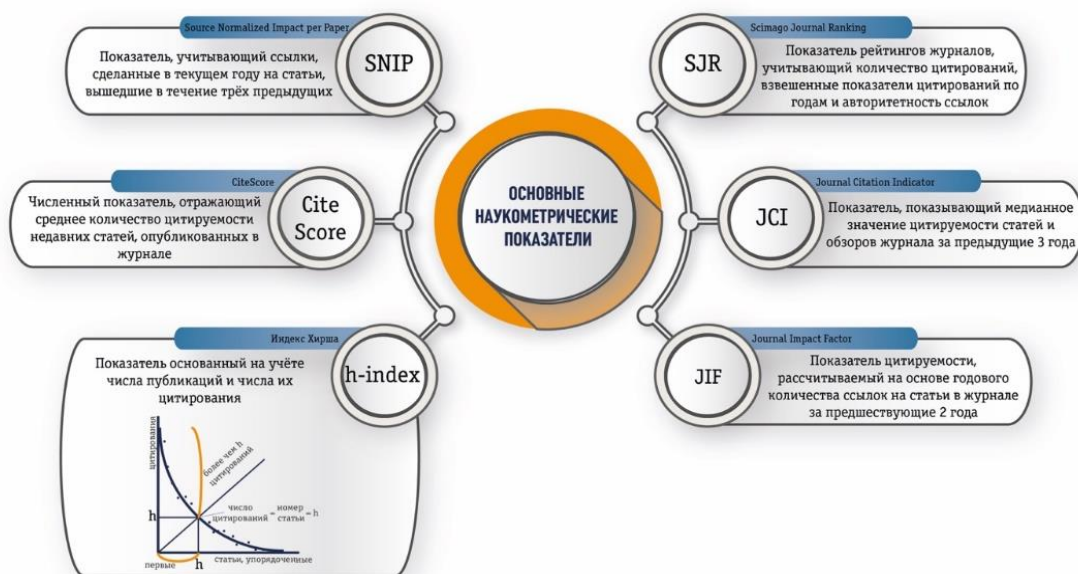 Source Normalized Impact per Paper
SNIP
Показатель, учитывающий ссылки,
сделанные в текущем году на статьи,
вышедшие в течение трёх предыдущих
CiteScore
Cite
Score
Численный показатель, отражающий
среднее количество цитируемости
недавних статей, опубликованных в
журнале
Индекс Хирша
h-index
Показатель основанный на учёте
числа публикаций и числа их
цитирования
цитирования
более чем h
цитирований
h
число
цитирований
=
номер
статьи
= h
первые
h
статьи, упорядоченные
ОСНОВНЫЕ
НАУКОМЕТРИЧЕСКИЕ
ПОКАЗАТЕЛИ
Scimago Journal Ranking
SJR
Показатель рейтингов журналов,
учитывающий количество цитирований,
взвешенные показатели цитирований по
годам и авторитетность ссылок
Journal Citation Indicator
JCI
Показатель, показывающий медианное
значение цитируемости статей и
обзоров журнала за предыдущие 3 года
Journal Impact Factor
JIF
Показатель цитируемости,
рассчитываемый на основе годового
количества ссылок на статьи в журнале
за предшествующие 2 года